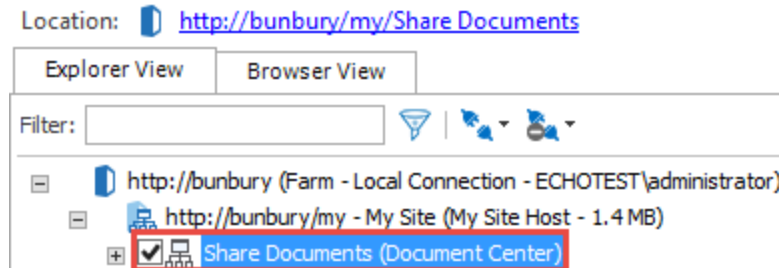 Location: http://bunbury/my/Share Documents
Explorer View Browser View
Filter:
http://bunbury (Farm - Local Connection - ECHOTEST\administrator)
http://bunbury/my - My Site (My Site Host - 1.4 MB)
Share Documents (Document Center)